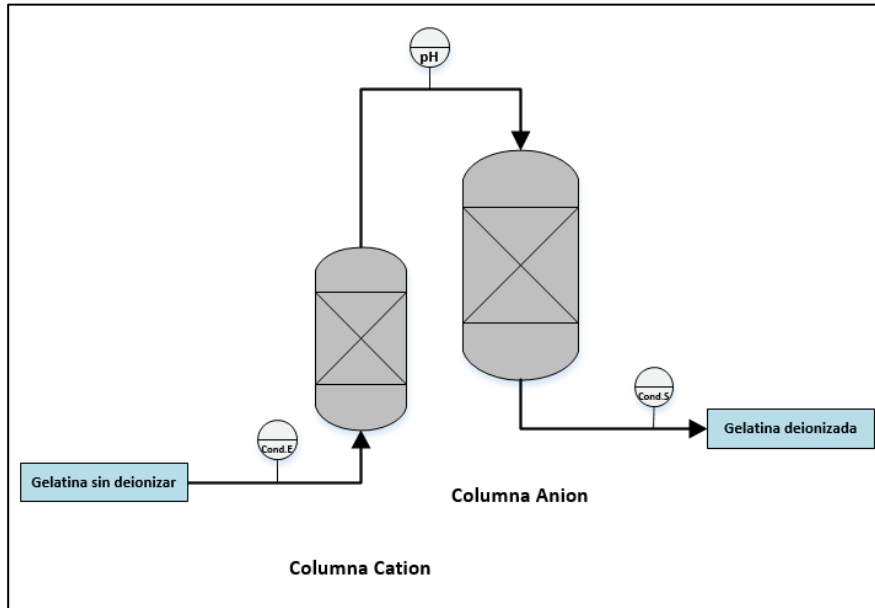 pH
Cond.S
Gelatina deionizada
Cond.E
Gelatina sin deionizar
Columna Anion
Columna Cation